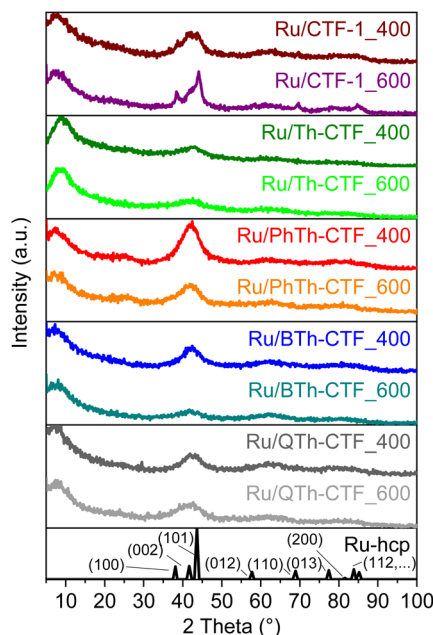 Ru/CTF-1_400
Ru/CTF-1_600
Ru/Th-CTF_400
Ru/Th-CTF_600
Ru/PhTh-CTF_400
Ru/PhTh-CTF_600
Ru/BTh-CTF_400
Ru/BTh-CTF_600
Ru/QTh-CTF_400
Ru/QTh-CTF_600
Intensity (a.u.)
Ru-hcp
(101)
(002)
(100)
(012)
(110)
(013)
(200)
(112,...)
10 20 30 40 50 60 70 80 90 100
2 Theta (°)